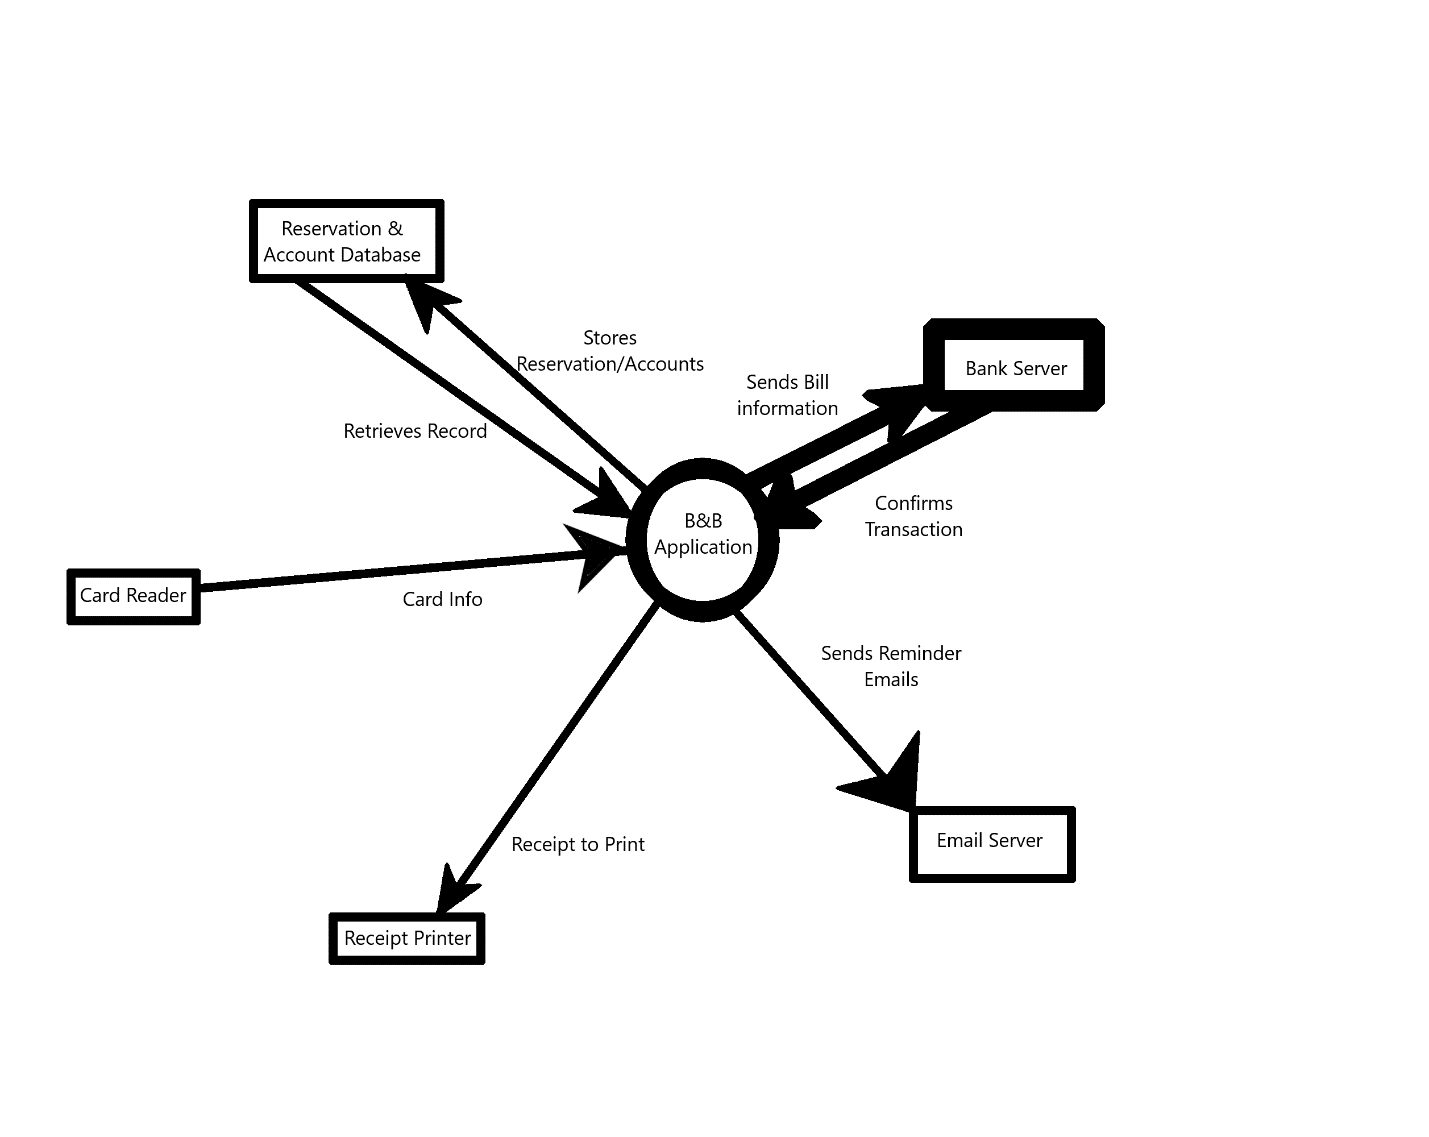 Reservation &
Account Database
Stores
Reservation/Accounts
Bank Server
Sends Bill
information
Retrieves Record
Confirms
Transaction
B&B
Application
Card Reader
Card Info
Sends Reminder
Emails
Receipt to Print
Email Server
Receipt Printer